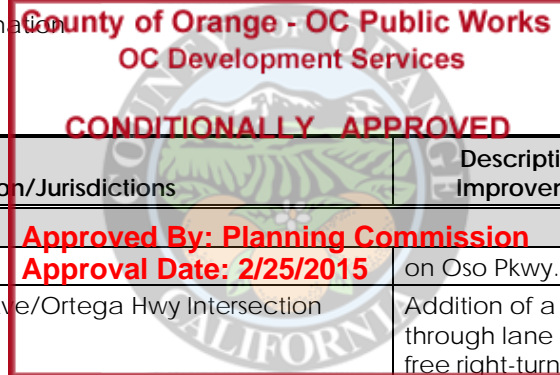 County of Orange - OC Public Works
OC Development Services
CONDITIONALLY APPROVED
on/Jurisdictions
Descripti
Improver
Approved By: Planning Commission
Approval Date: 2/25/2015
on Oso Pkwy.
ve/Ortega Hwy Intersection
Addition of a
through lane
free right-turn
CALIFORNIA